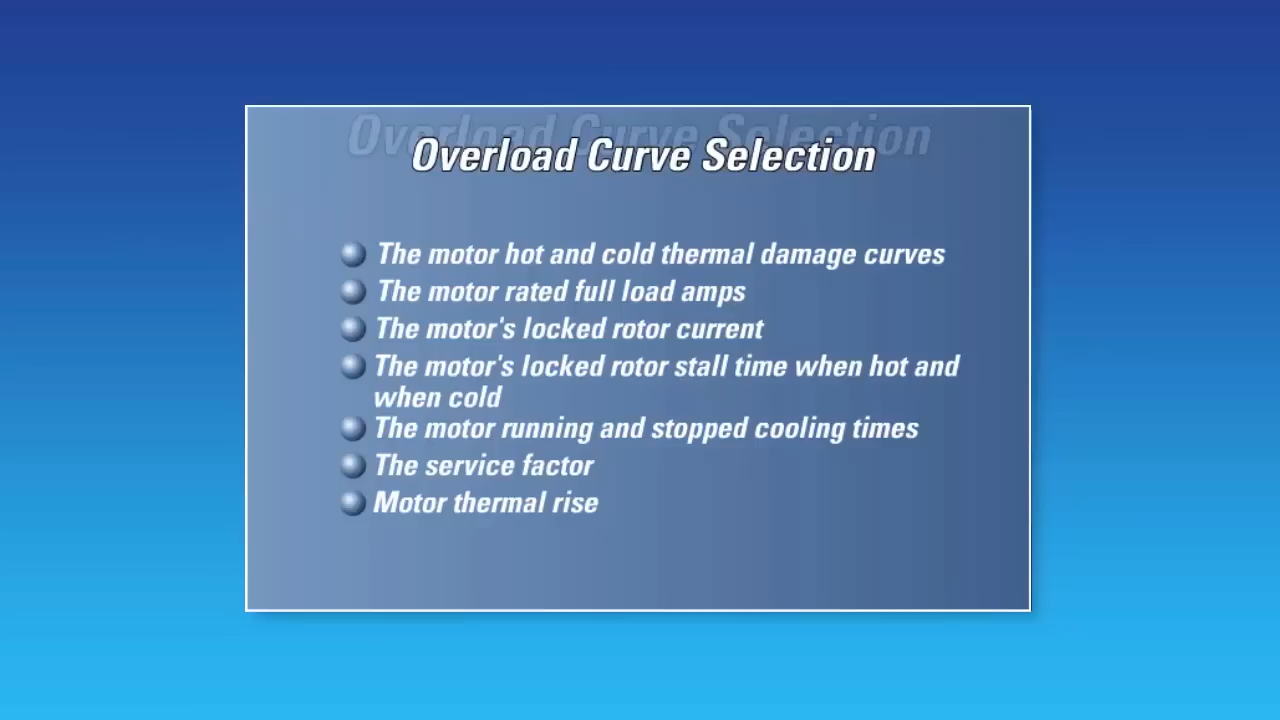 Overload Curve Selection
Overload Curve Selection
The motor hot and cold thermal damage curves
The motor rated full load amps
The motor's locked rotor current
The motor's locked rotor stall time when hot and
when cold
The motor running and stopped cooling times
The service factor
Motor thermal rise